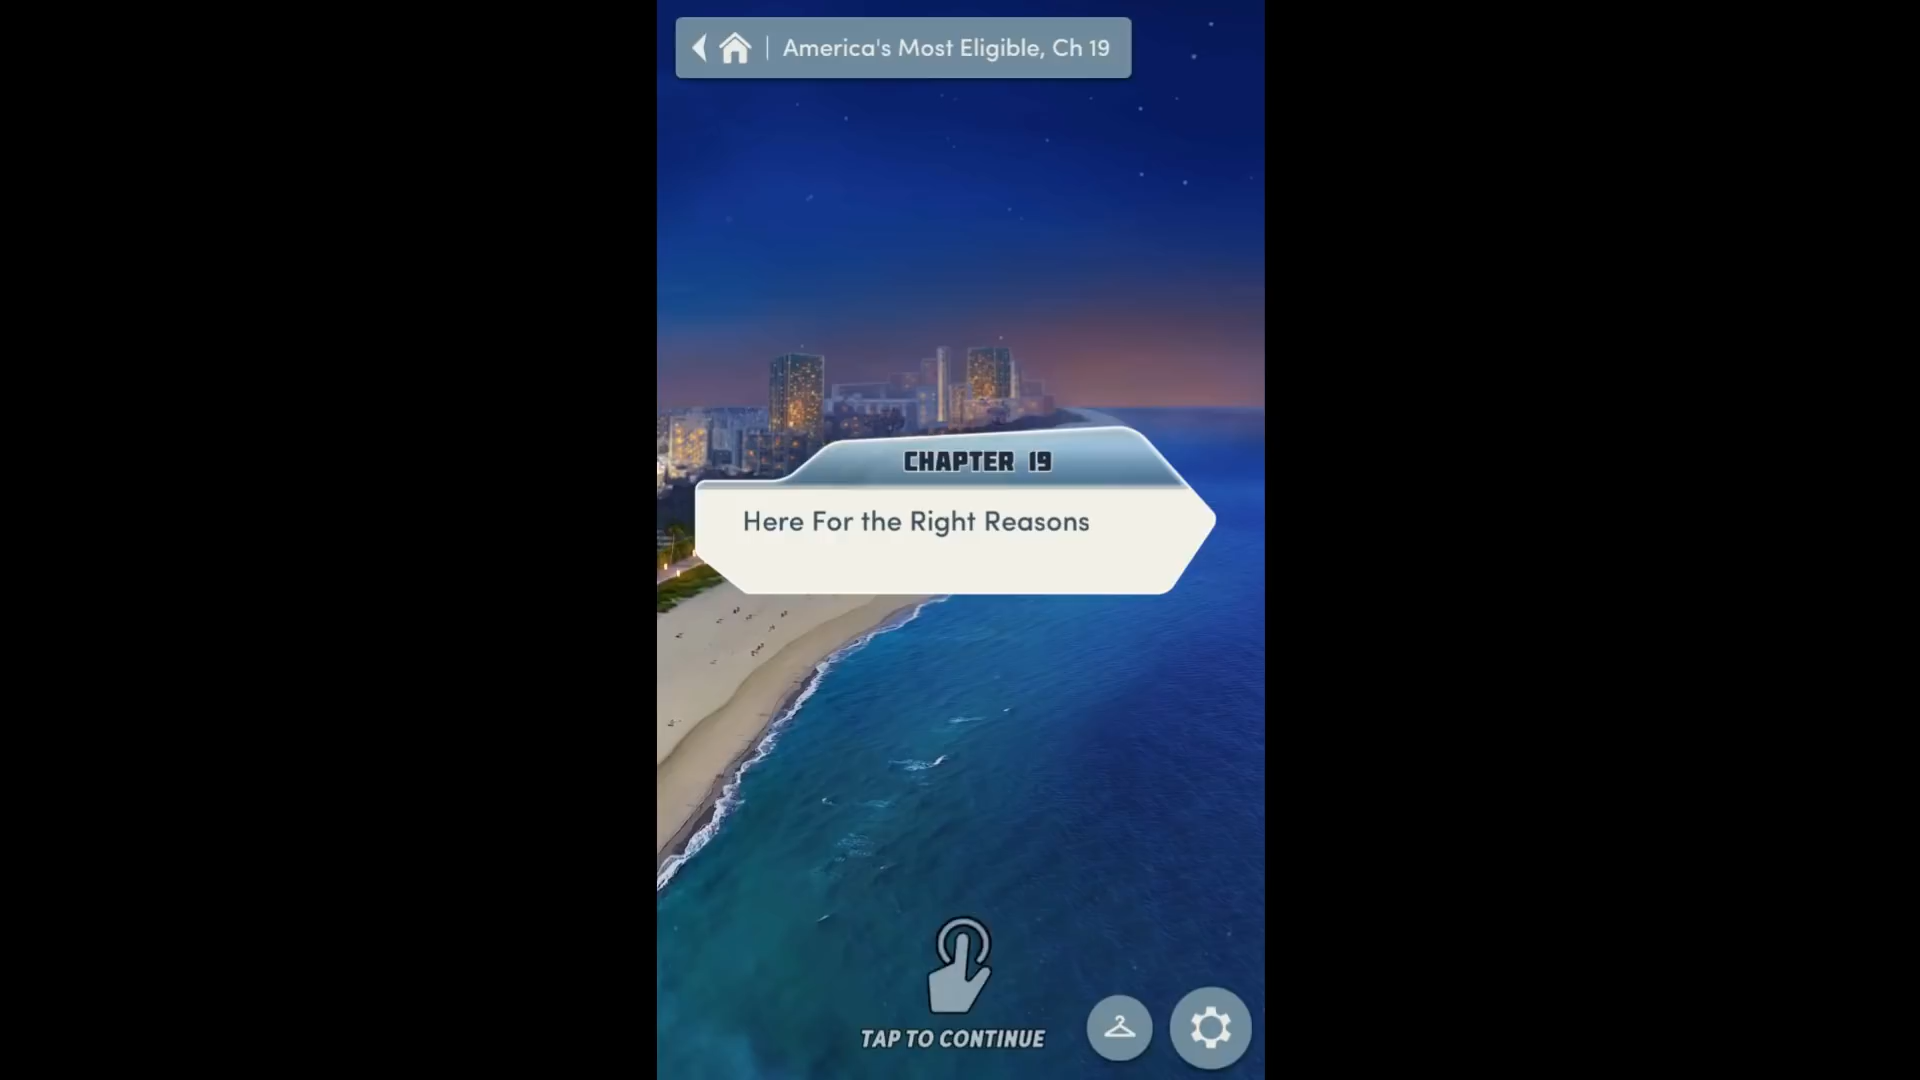 America's Most Eligible, Ch 19
CHAPTER 19
Here For the Right Reasons
TAP TO CONTINUE